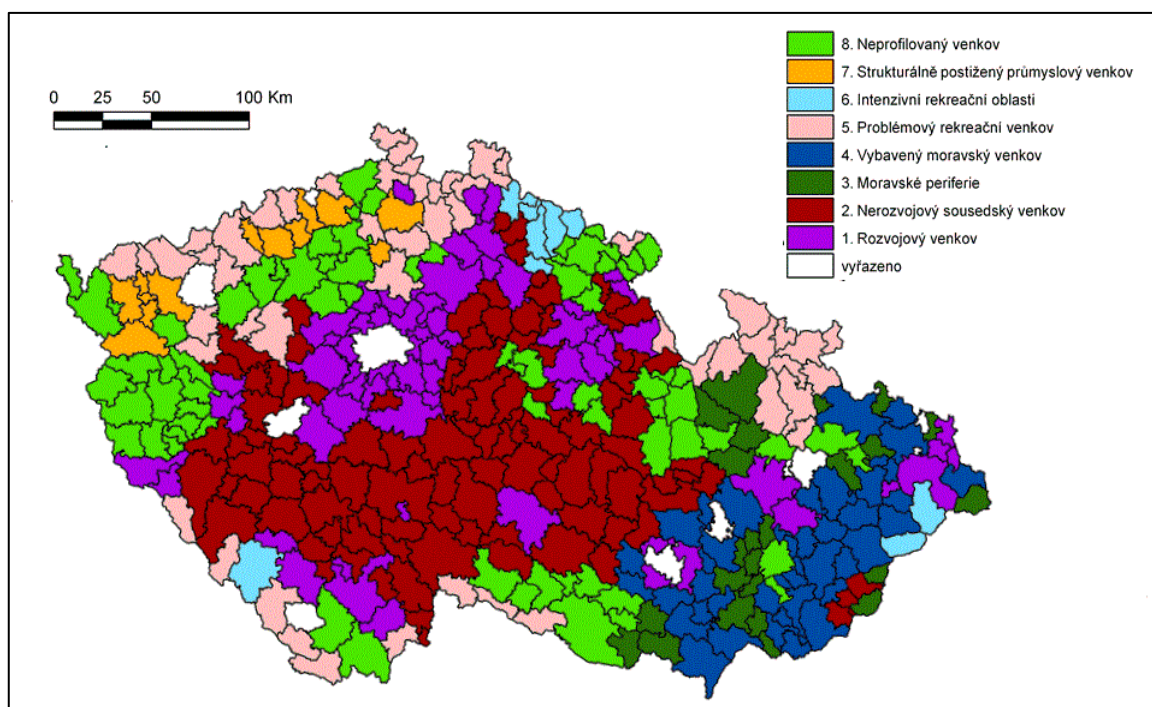 8. Neprofilovaný venkov
7. Strukturálně postižený průmyslový venkov
6. Intenzivní rekreační oblasti
5. Problémový rekreační venkov
4. Vybavený moravský venkov
3. Moravské periferie
2. Nerozvojový sousedský venkov
1. Rozvojový venkov
vyřazeno
0 25 50 100 Km